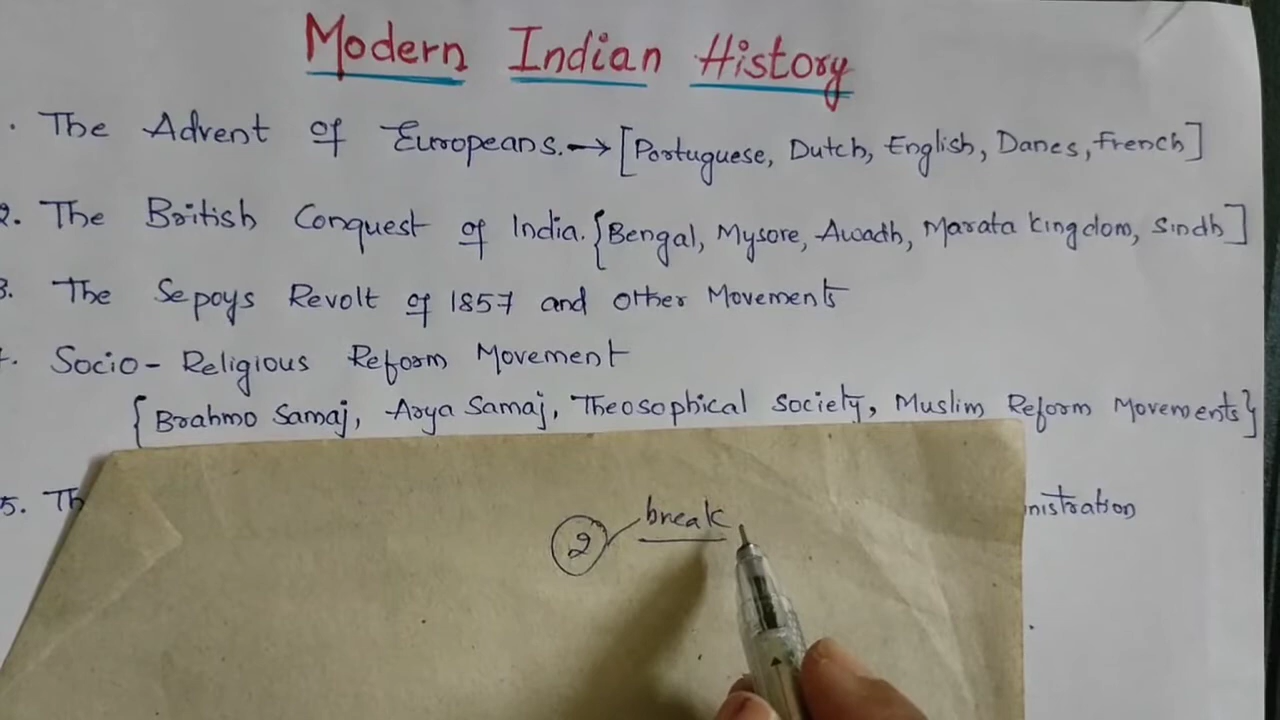 Modern Indian History
. The Advent of Europeans. → [Portuguese, Dutch, English, Danes, French]
2. The British Conquest of India. {Bengal, Mysore, Awadh, Marata Kingdom, Sindh]
3. The Sepoys Revolt of 1857 and other Movements
. Socio-Religious Reform Movement
{Brahmo Samaj, Arya Samaj, Theosophical Society, Muslim Reform Movements}
5. Th nistration
2 break